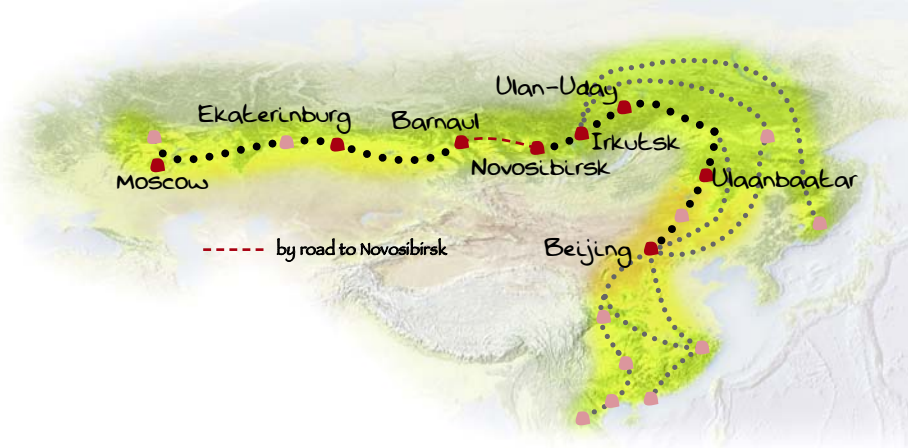 Ulan-Uday
Ekaterinburg
Barnaul
Irkutsk
Novosibirsk
Moscow
Ulaanbaatar
Beijing
by road to Novosibirsk